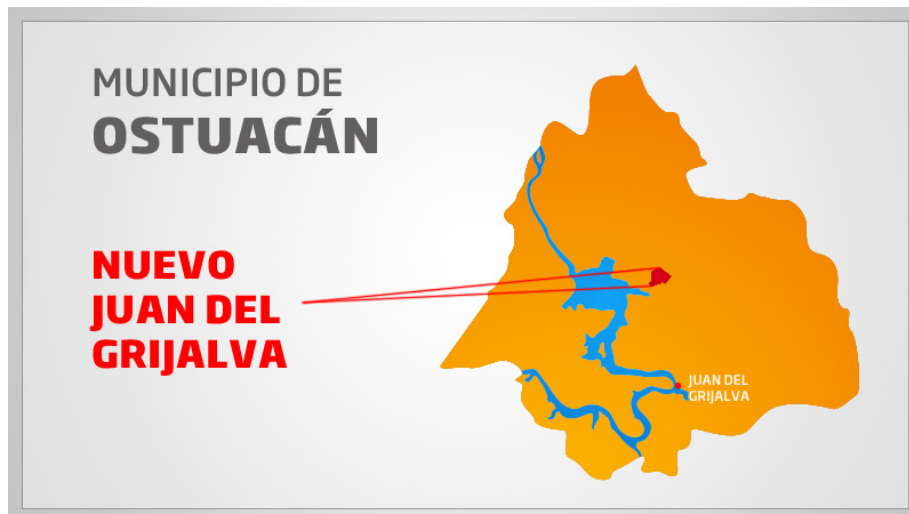 MUNICIPIO DE
OSTUACÁN
NUEVO
JUAN DEL
GRIJALVA
JUAN DEL
GRIJALVA